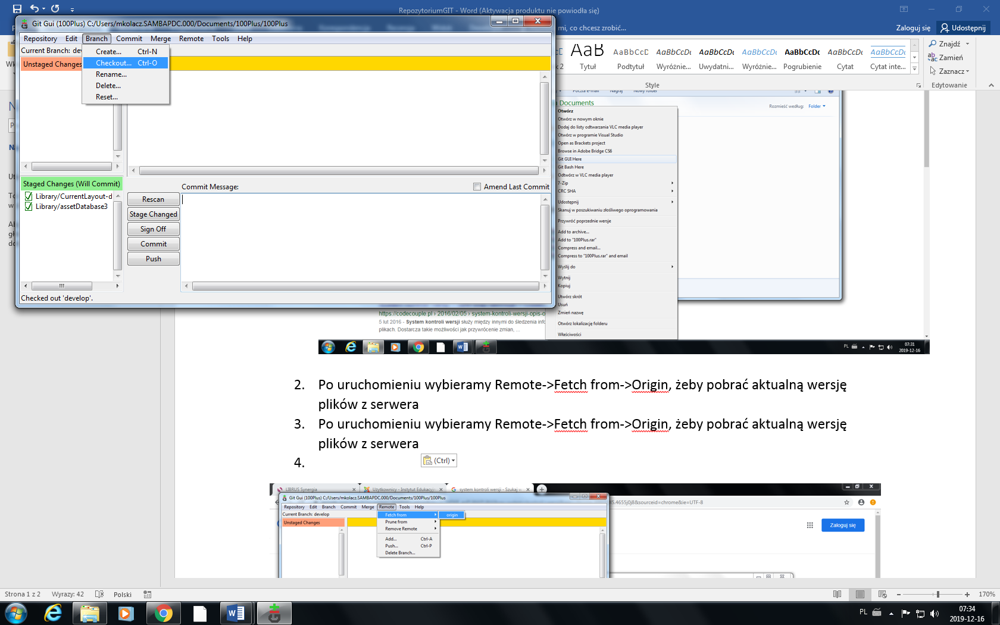 RepozytoriumGIT - Word (Aktywacja produktu nie powiodła się)
Git Gui (100Plus) C:/Users/mkolacz.SAMBAPDC.000/Documents/100Plus/100Plus
mi, co chcesz zrobić...
Zaloguj się
Udostępnij
Repository Edit Branch Commit Merge Remote Tools Help
Current Branch: dev
Create... Ctrl-N
Checkout... Ctrl-O
Rename...
Delete...
Reset...
Unstaged Changes
Staged Changes (Will Commit)
Library/CurrentLayout-d
Library/assetDatabase3
Rescan
Stage Changed
Sign Off
Commit
Push
Commit Message:
Amend Last Commit
Checked out 'develop'.
AaB AaBbCcD AaBbCcDc AaBbCcDc AaBbCcDc AaBbCcDc AaBbCcDc AaBbCcDc
k 2 Tytuł Podtytuł Wyróżnie... Uwydatni... Wyróżnie... Pogrubienie Cytat Cytat inte...
Style
Znajdź
Zamień
Zaznacz
Edytowanie
Poczta e-mail Nagraj Nowy folder
Documents
Rozmieść według: Folder
Otwórz
Otwórz w nowym oknie
Dodaj do listy odtwarzania VLC media player
Otwórz w programie Visual Studio
Open as Brackets project
Browse in Adobe Bridge CS6
Git GUI Here
Git Bash Here
Odtwórz w VLC media player
7-Zip
CRC SHA
Udostępnij
Skanuj w poszukiwaniu złośliwego oprogramowania
Przywróć poprzednie wersje
Add to archive...
Add to "100Plus.rar"
Compress and email...
Compress to "100Plus.rar" and email
Wyślij do
Wytnij
Kopiuj
Utwórz skrót
Usuń
Zmień nazwę
Otwórz lokalizację folderu
Właściwości
https://codecouple.pl › 2016/02/05 › system-kontroli-wersji-opis-o
5 lut 2016 - System kontroli wersji służy między innymi do śledzenia info
plikach. Dostarcza takie możliwości jak przywrócenie zmian, ...
PL 07:31
2019-12-16
2. Po uruchomieniu wybieramy Remote->Fetch from->Origin, żeby pobrać aktualną wersję
plików z serwera
3. Po uruchomieniu wybieramy Remote->Fetch from->Origin, żeby pobrać aktualną wersję
plików z serwera
4.
(Ctrl)
LIBRUS Synergia Użytkownicy - Instytut Edukacyj system kontroli wersji - Szukaj w
Git Gui (100Plus) C:/Users/mkolacz.SAMBAPDC.000/Documents/100Plus/100Plus
Repository Edit Branch Commit Merge Remote Tools Help
i5.4655j0j8&sourceid=chrome&ie=UTF-8
Current Branch: develop
Unstaged Changes
Fetch from origin
Prune from
Remove Remote
Add... Ctrl-A
Push... Ctrl-P
Delete Branch...
Zaloguj się
Strona 1 z 2 Wyrazy: 42 Polski
170%
PL 07:34
2019-12-16